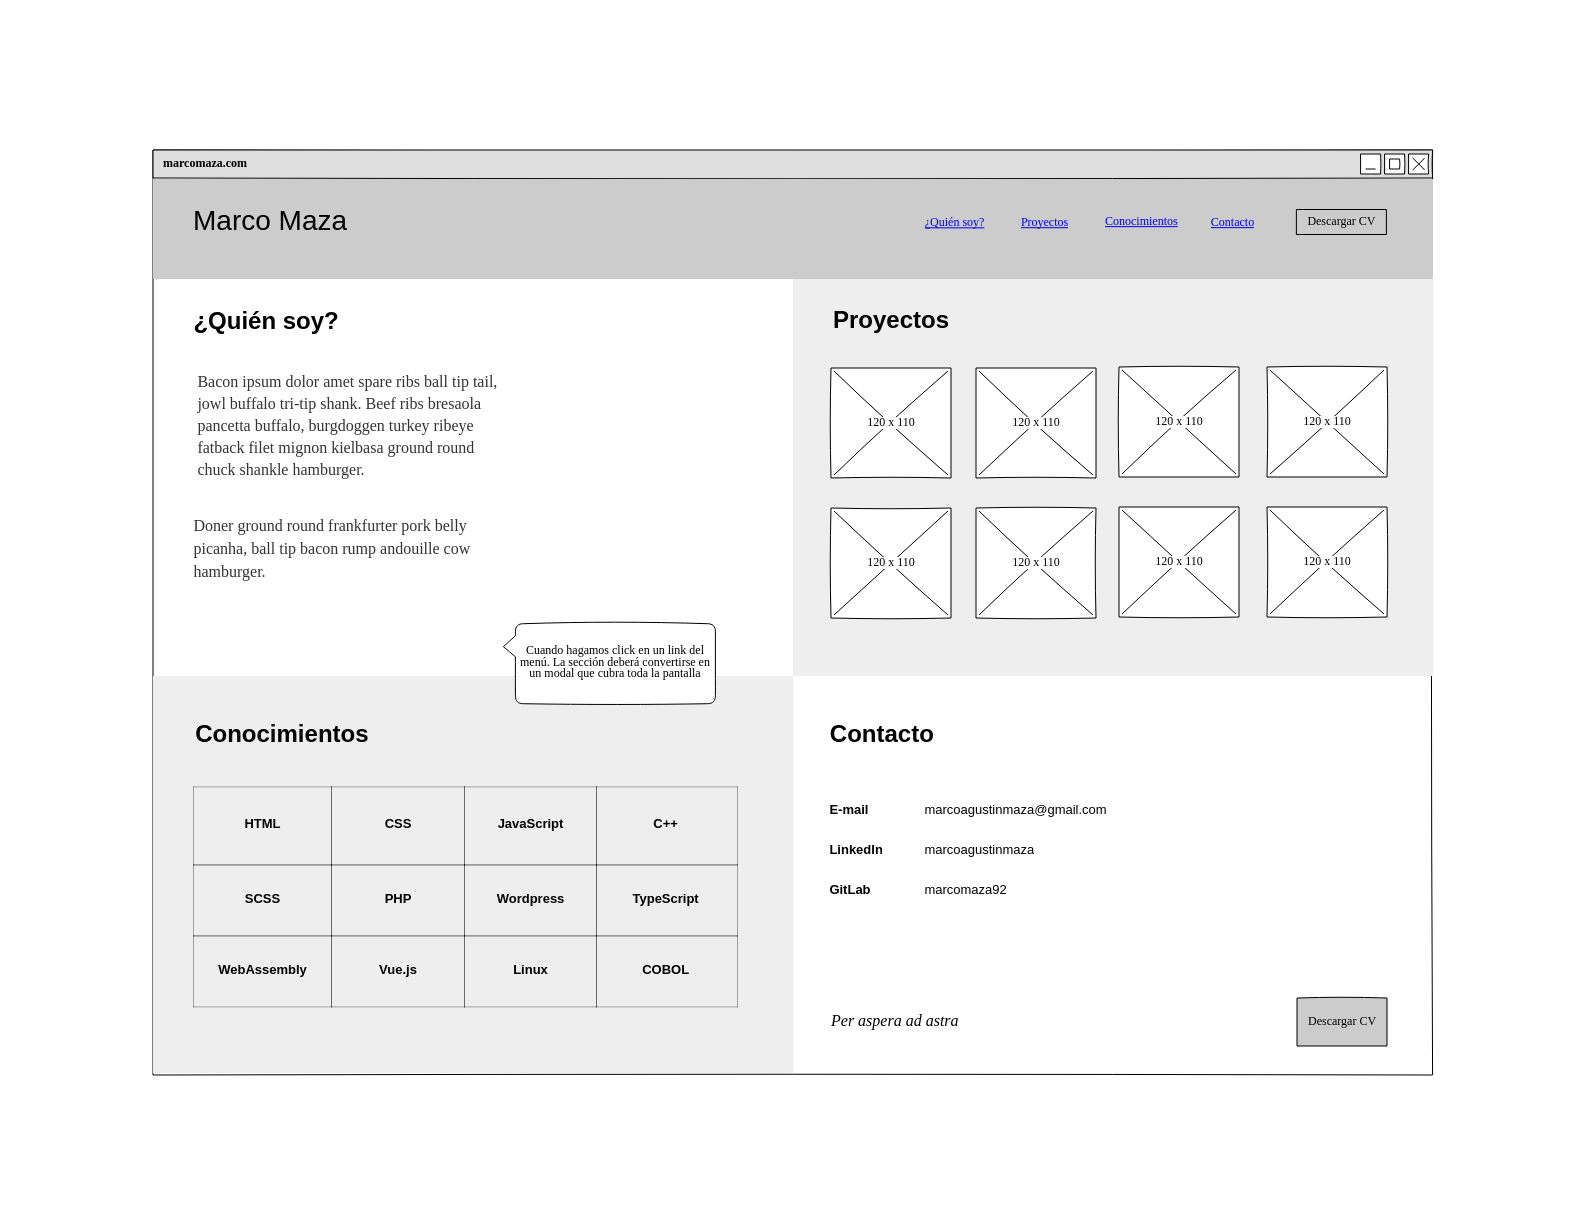 marcomaza.com
Marco Maza
¿Quién soy?
Proyectos
Conocimientos
Contacto
Descargar CV
¿Quién soy?
Bacon ipsum dolor amet spare ribs ball tip tail,
jowl buffalo tri-tip shank. Beef ribs bresaola
pancetta buffalo, burgdoggen turkey ribeye
fatback filet mignon kielbasa ground round
chuck shankle hamburger.
Doner ground round frankfurter pork belly
picanha, ball tip bacon rump andouille cow
hamburger.
Cuando hagamos click en un link del
menú. La sección deberá convertirse en
un modal que cubra toda la pantalla
Proyectos
120 x 110
120 x 110
120 x 110
120 x 110
120 x 110
120 x 110
120 x 110
120 x 110
Conocimientos
HTML
CSS
JavaScript
C++
SCSS
PHP
Wordpress
TypeScript
WebAssembly
Vue.js
Linux
COBOL
Contacto
E-mail marcoagustinmaza@gmail.com
LinkedIn marcoagustinmaza
GitLab marcomaza92
Per aspera ad astra
Descargar CV